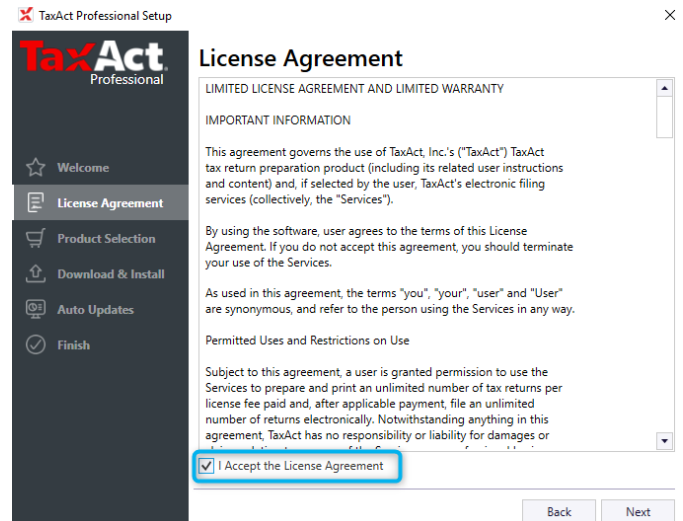 TaxAct Professional Setup
TaxAct.
Professional
Welcome
License Agreement
Product Selection
Download & Install
Auto Updates
Finish
License Agreement
LIMITED LICENSE AGREEMENT AND LIMITED WARRANTY
IMPORTANT INFORMATION
This agreement governs the use of TaxAct, Inc.'s ("TaxAct") TaxAct
tax return preparation product (including its related user instructions
and content) and, if selected by the user, TaxAct's electronic filing
services (collectively, the "Services").
By using the software, user agrees to the terms of this License
Agreement. If you do not accept this agreement, you should terminate
your use of the Services.
As used in this agreement, the terms "you", "your", "user" and "User"
are synonymous, and refer to the person using the Services in any way.
Permitted Uses and Restrictions on Use
Subject to this agreement, a user is granted permission to use the
Services to prepare and print an unlimited number of tax returns per
license fee paid and, after applicable payment, file an unlimited
number of returns electronically. Notwithstanding anything in this
agreement, TaxAct has no responsibility or liability for damages or
I Accept the License Agreement
Back
Next